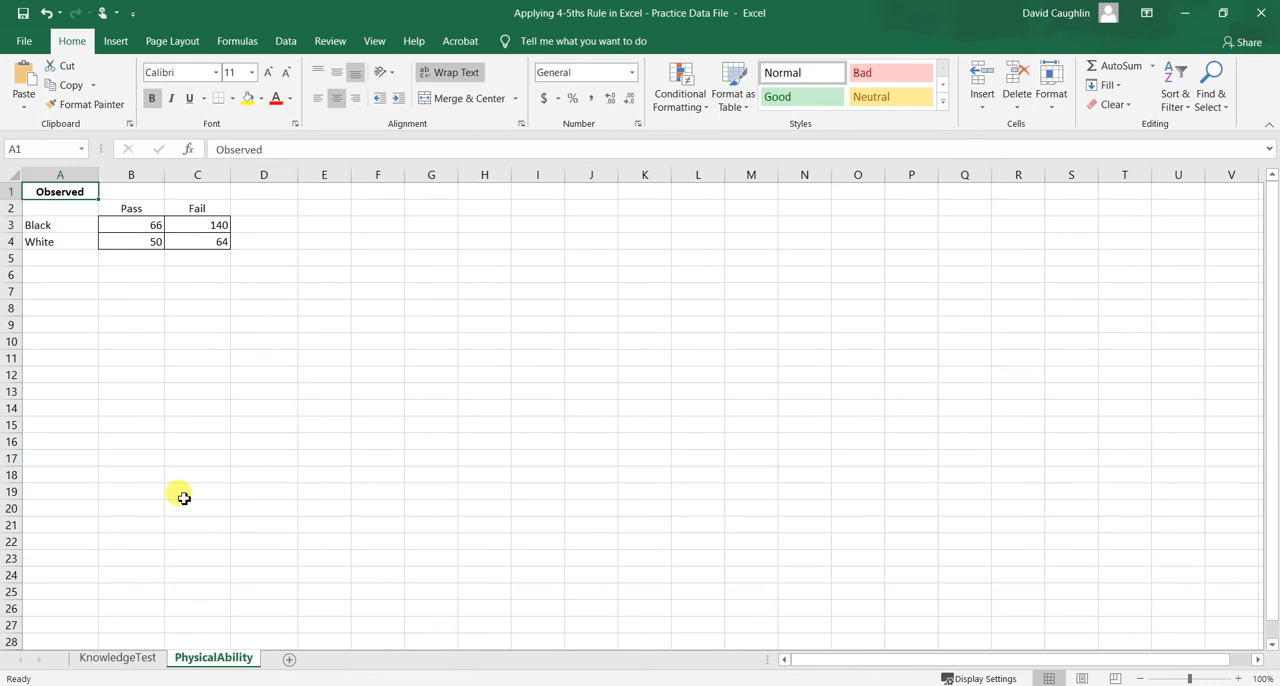 Applying 4-5ths Rule in Excel - Practice Data File - Excel
David Caughlin
File Home Insert Page Layout Formulas Data Review View Help Acrobat Tell me what you want to do Share
Paste Cut Copy Format Painter Clipboard
Calibri 11 B I U A Font
Wrap Text Merge & Center Alignment
General $ % , Number
Conditional Formatting Format as Table Normal Bad Good Neutral Styles
Insert Delete Format Cells
AutoSum Fill Clear Sort & Filter Find & Select Editing
A1 fx Observed
A B C D E F G H I J K L M N O P Q R S T U V
1 Observed
2 Pass Fail
3 Black 66 140
4 White 50 64
5
6
7
8
9
10
11
12
13
14
15
16
17
18
19
20
21
22
23
24
25
26
27
28
KnowledgeTest PhysicalAbility
Ready Display Settings 100%